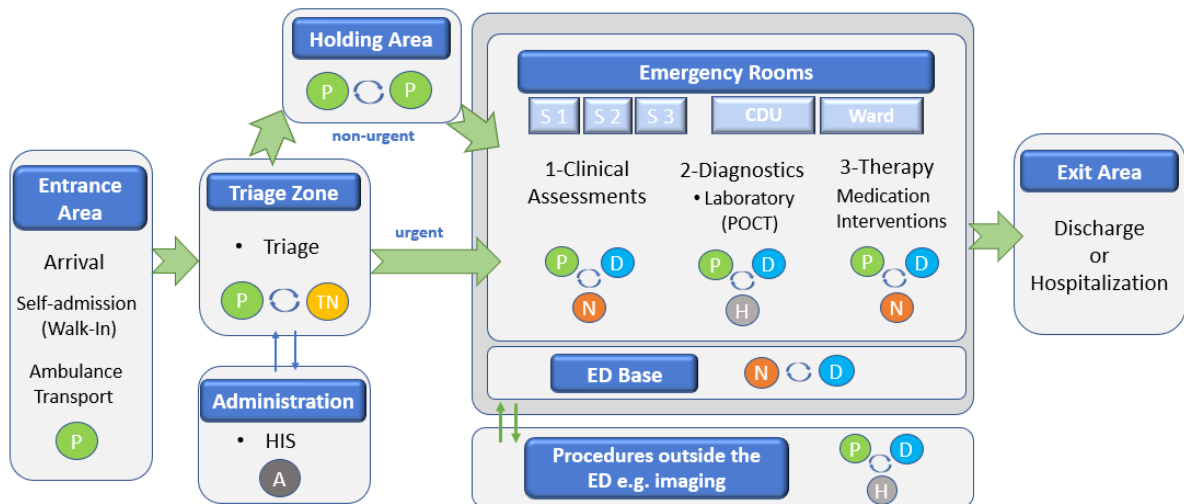 Entrance
Area
Arrival
Self-admission
(Walk-In)
Ambulance
Transport
P
Holding Area
P P
non-urgent
Triage Zone
• Triage
P TN
urgent
Administration
• HIS
A
Emergency Rooms
S 1 S 2 S 3 CDU Ward
1-Clinical
Assessments
P D
N
2-Diagnostics
• Laboratory
(POCT)
P D
H
3-Therapy
Medication
Interventions
P D
N
ED Base
N D
Procedures outside the
ED e.g. imaging
P D
H
Exit Area
Discharge
or
Hospitalization